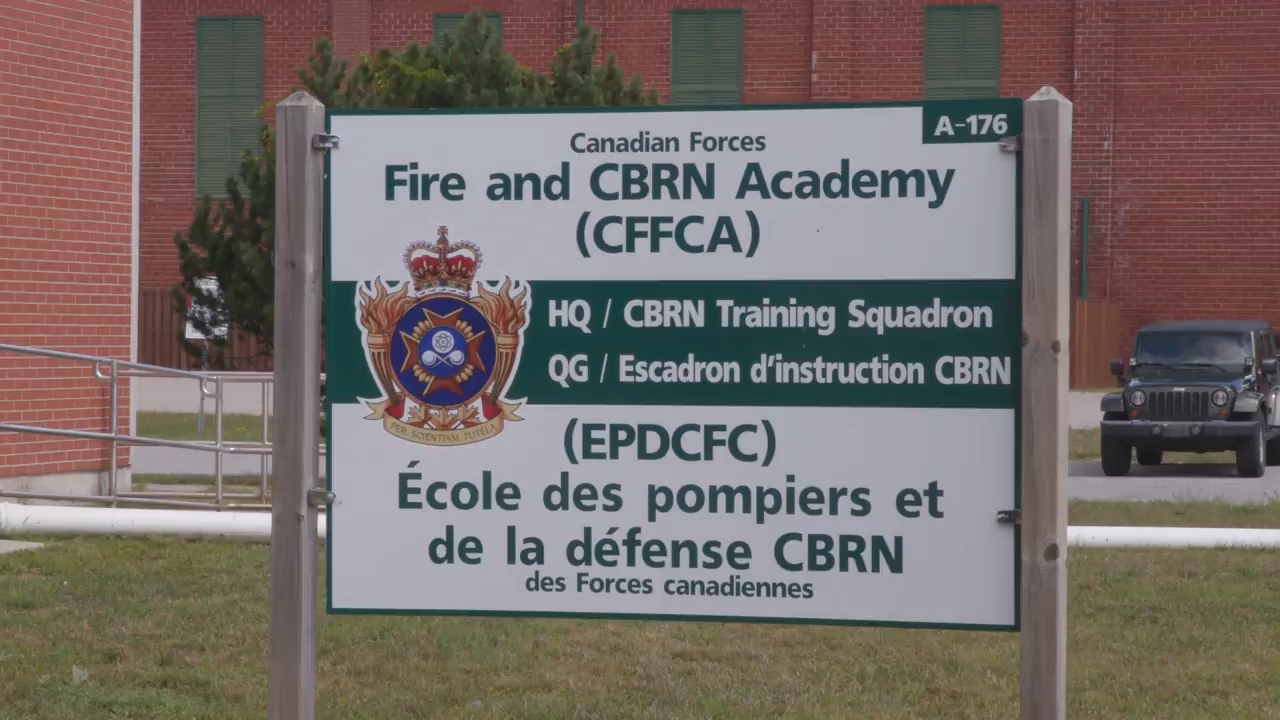 A-176
Canadian Forces
Fire and CBRN Academy
(CFFCA)
HQ / CBRN Training Squadron
QG / Escadron d'instruction CBRN
PER SCIENTIAM TUTELA
(EPDCFC)
École des pompiers et
de la défense CBRN
des Forces canadiennes